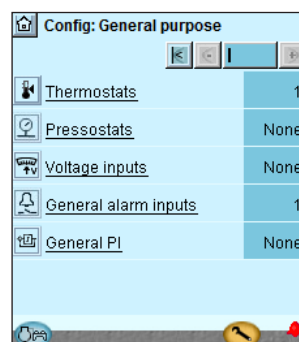 Config: General purpose
Thermostats 1
Pressostats None
Voltage inputs None
General alarm inputs 1
General PI None